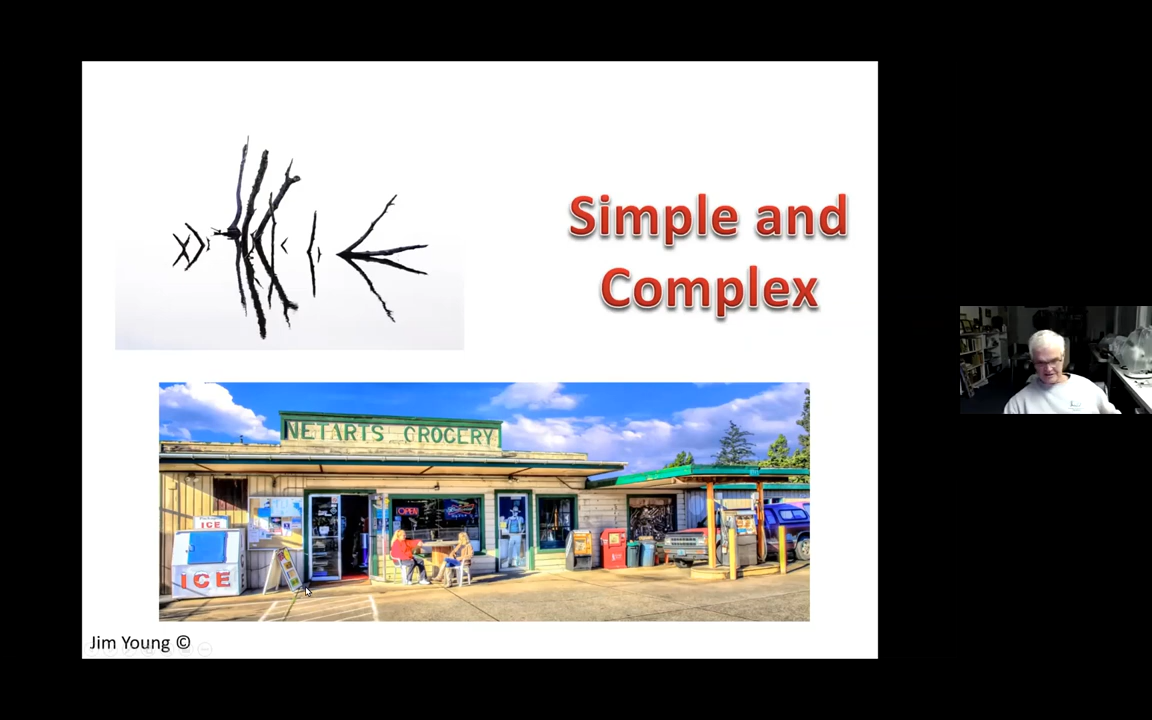 Simple and
Complex
NETARTS GROCERY
OPEN
ICE
ICE
Jim Young ©